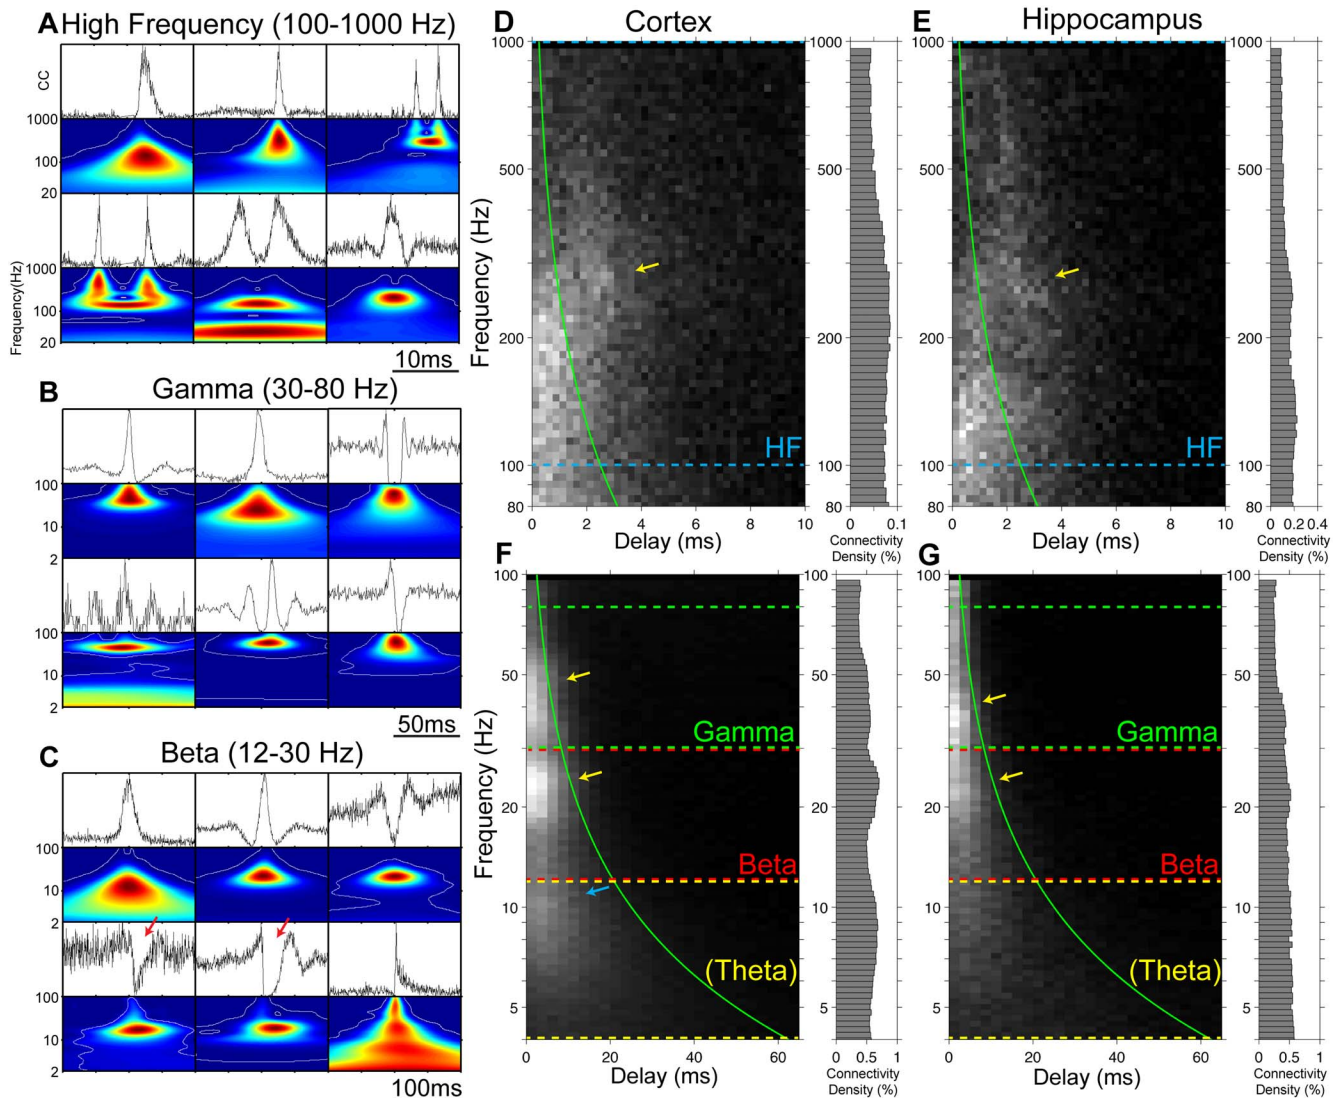 A High Frequency (100-1000 Hz)
CC
1000
100
20
1000
100
20
Frequency(Hz)
10ms
B Gamma (30-80 Hz)
100
10
2
100
10
2
50ms
C Beta (12-30 Hz)
100
10
2
100
10
2
100ms
D Cortex
1000
500
200
100
80
Frequency (Hz)
HF
0 2 4 6 8 10
Delay (ms)
1000
500
200
100
80
0 0.1
Connectivity
Density (%)
E Hippocampus
1000
500
200
100
80
HF
0 2 4 6 8 10
Delay (ms)
1000
500
200
100
80
0 0.2 0.4
Connectivity
Density (%)
F
100
50
20
10
5
Frequency (Hz)
Gamma
Beta
(Theta)
0 20 40 60
Delay (ms)
100
50
20
10
5
0 0.5 1
Connectivity
Density (%)
G
100
50
20
10
5
Gamma
Beta
(Theta)
0 20 40 60
Delay (ms)
100
50
20
10
5
0 0.5 1
Connectivity
Density (%)